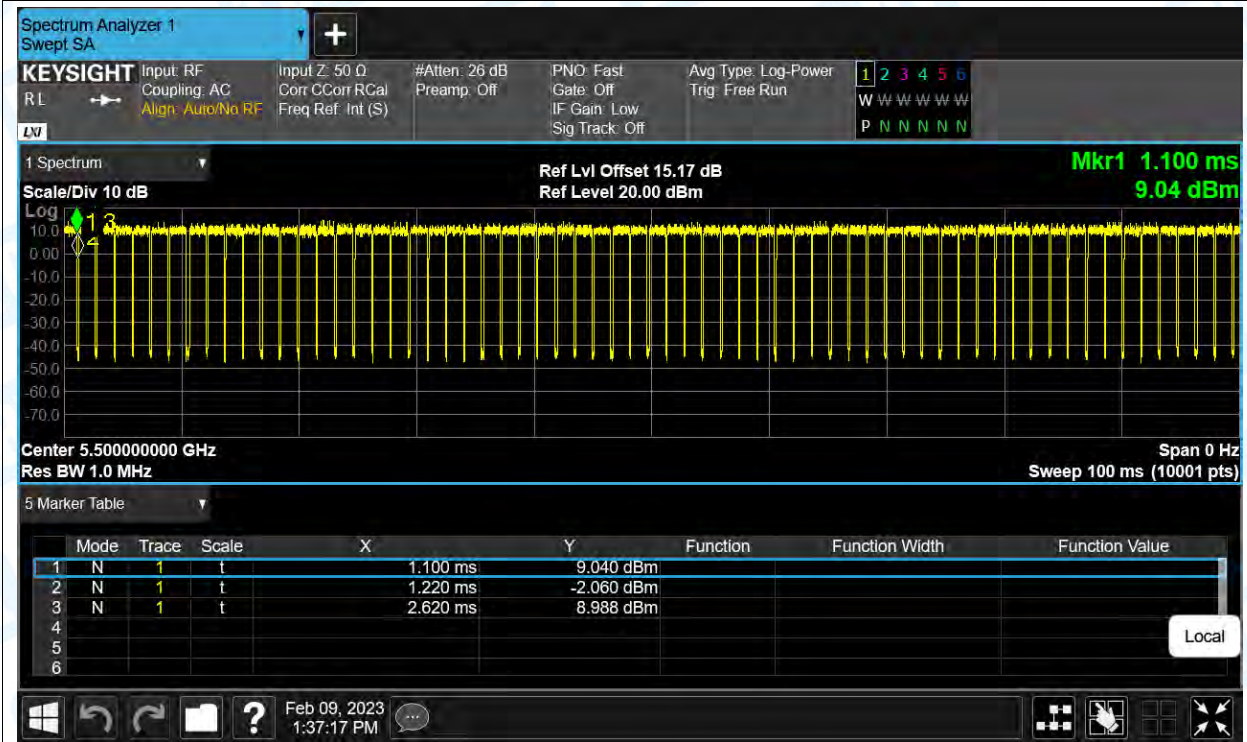 Spectrum Analyzer 1
Swept SA
+
KEYSIGHT Input: RF Input Z: 50 Ω #Atten: 26 dB PNO: Fast Avg Type: Log-Power 1 2 3 4 5 6
R L Coupling: AC Corr CCorr RCal Preamp: Off Gate: Off Trig: Free Run W W W W W W
Align: Auto/No RF Freq Ref: Int (S) IF Gain: Low P N N N N N
LXI Sig Track: Off
1 Spectrum Ref Lvl Offset 15.17 dB Mkr1 1.100 ms
Scale/Div 10 dB Ref Level 20.00 dBm 9.04 dBm
Log 1 3
10.0
4
0.00
-10.0
-20.0
-30.0
-40.0
-50.0
-60.0
-70.0
Center 5.500000000 GHz Span 0 Hz
Res BW 1.0 MHz Sweep 100 ms (10001 pts)
5 Marker Table
Mode Trace Scale X Y Function Function Width Function Value
1 N 1 t 1.100 ms 9.040 dBm
2 N 1 t 1.220 ms -2.060 dBm
3 N 1 t 2.620 ms 8.988 dBm
4
5
6
Local
? Feb 09, 2023
1:37:17 PM